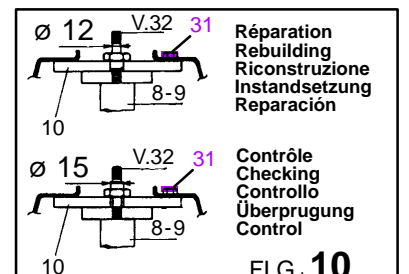 Ø 12 V.32 31
8-9
10
Réparation
Rebuilding
Riconstruzione
Instandsetzung
Reparación
Ø 15 V.32 31
8-9
10
Contrôle
Checking
Controllo
Überprugung
Control
FIG. 10